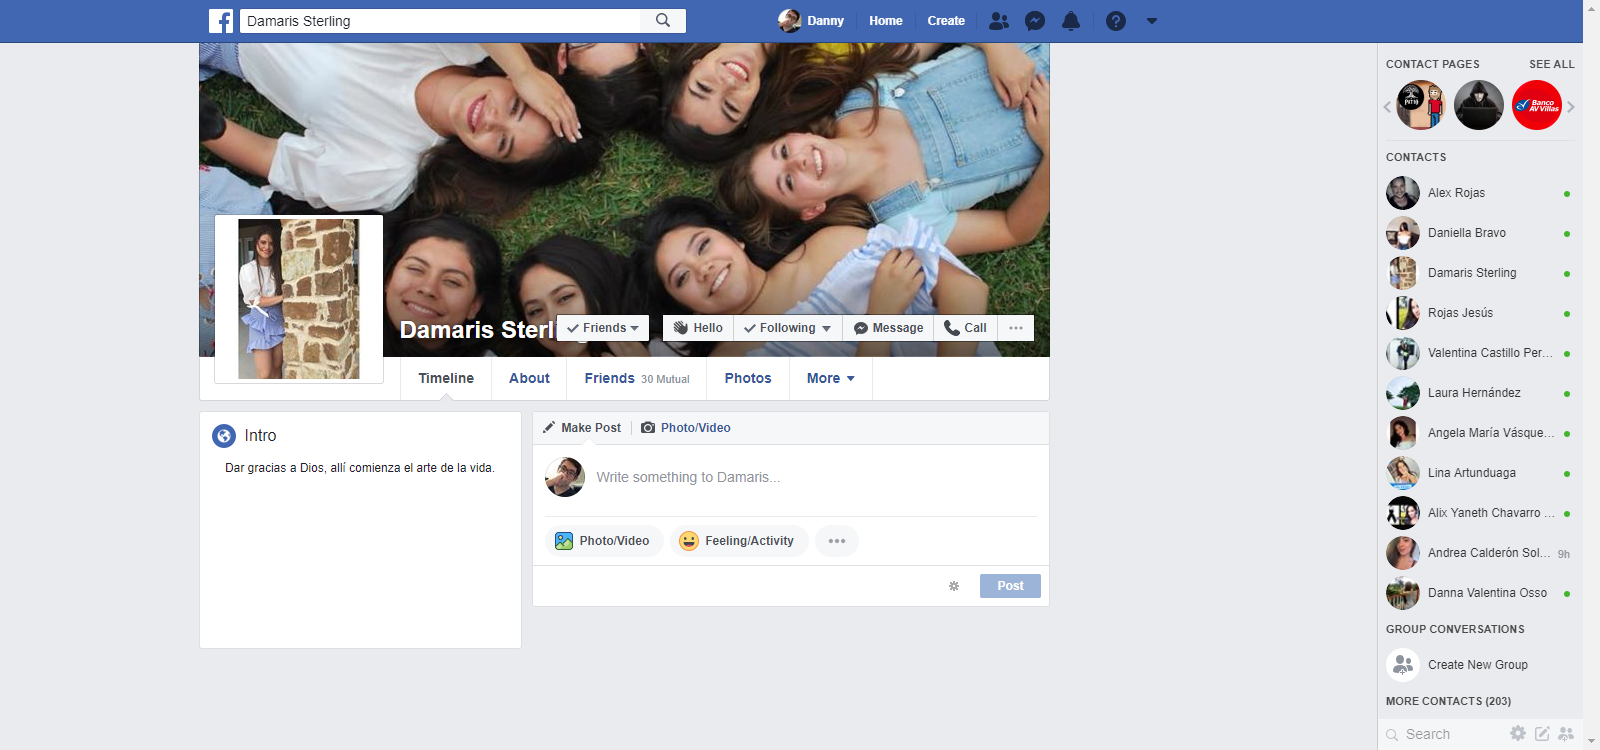 Damaris Sterling
Danny
Home
Create
Damaris Sterli
Friends
Hello
Following
Message
Call
Timeline
About
Friends 30 Mutual
Photos
More
Intro
Dar gracias a Dios, allí comienza el arte de la vida.
Make Post
Photo/Video
Write something to Damaris...
Photo/Video
Feeling/Activity
Post
CONTACT PAGES
SEE ALL
Banco
AV Villas
CONTACTS
Alex Rojas
Daniella Bravo
Damaris Sterling
Rojas Jesús
Valentina Castillo Per...
Laura Hernández
Angela María Vásque...
Lina Artunduaga
Alix Yaneth Chavarro ...
Andrea Calderón Sol... 9h
Danna Valentina Osso
GROUP CONVERSATIONS
Create New Group
MORE CONTACTS (203)
Search